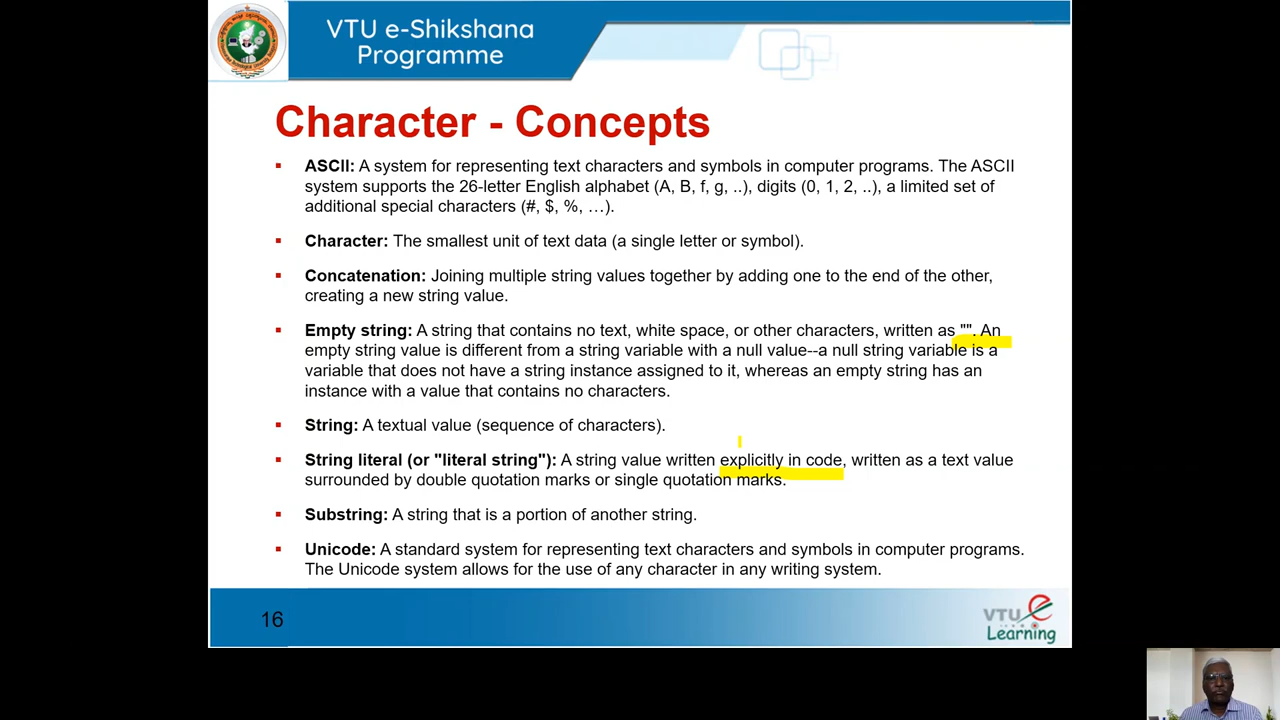 VTU e-Shikshana
Programme
Character - Concepts
▪ ASCII: A system for representing text characters and symbols in computer programs. The ASCII
system supports the 26-letter English alphabet (A, B, f, g, ..), digits (0, 1, 2, ..), a limited set of
additional special characters (#, $, %, …).
▪ Character: The smallest unit of text data (a single letter or symbol).
▪ Concatenation: Joining multiple string values together by adding one to the end of the other,
creating a new string value.
▪ Empty string: A string that contains no text, white space, or other characters, written as "". An
empty string value is different from a string variable with a null value--a null string variable is a
variable that does not have a string instance assigned to it, whereas an empty string has an
instance with a value that contains no characters.
▪ String: A textual value (sequence of characters).
▪ String literal (or "literal string"): A string value written explicitly in code, written as a text value
surrounded by double quotation marks or single quotation marks.
▪ Substring: A string that is a portion of another string.
▪ Unicode: A standard system for representing text characters and symbols in computer programs.
The Unicode system allows for the use of any character in any writing system.
16
VTU e
Learning